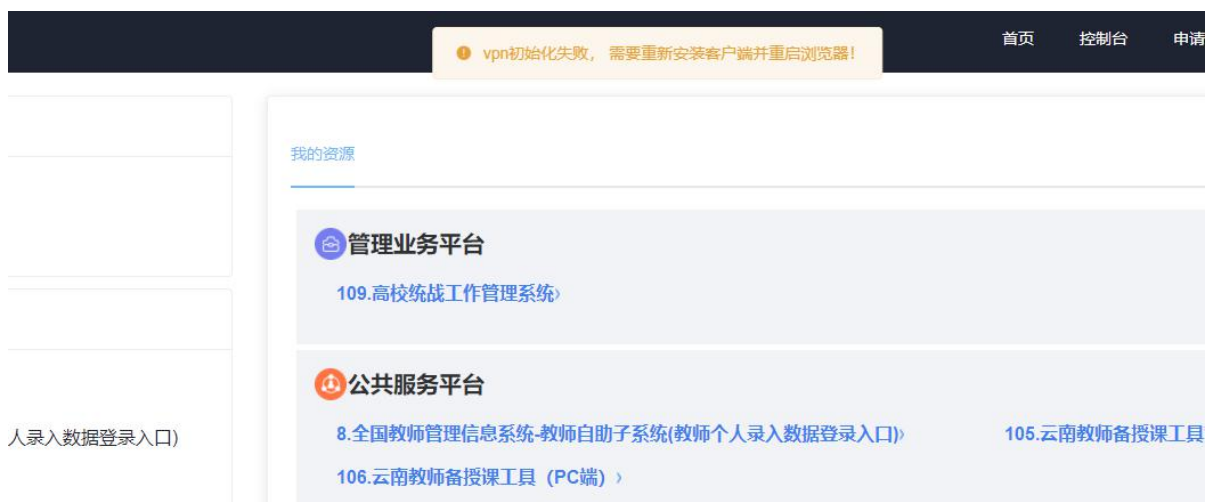 首页 控制台 申请
vpn初始化失败，需要重新安装客户端并重启浏览器！
我的资源
管理业务平台
109.高校统战工作管理系统›
公共服务平台
人录入数据登录入口)
8.全国教师管理信息系统-教师自助子系统(教师个人录入数据登录入口)›
105.云南教师备授课工具
106.云南教师备授课工具（PC端）›